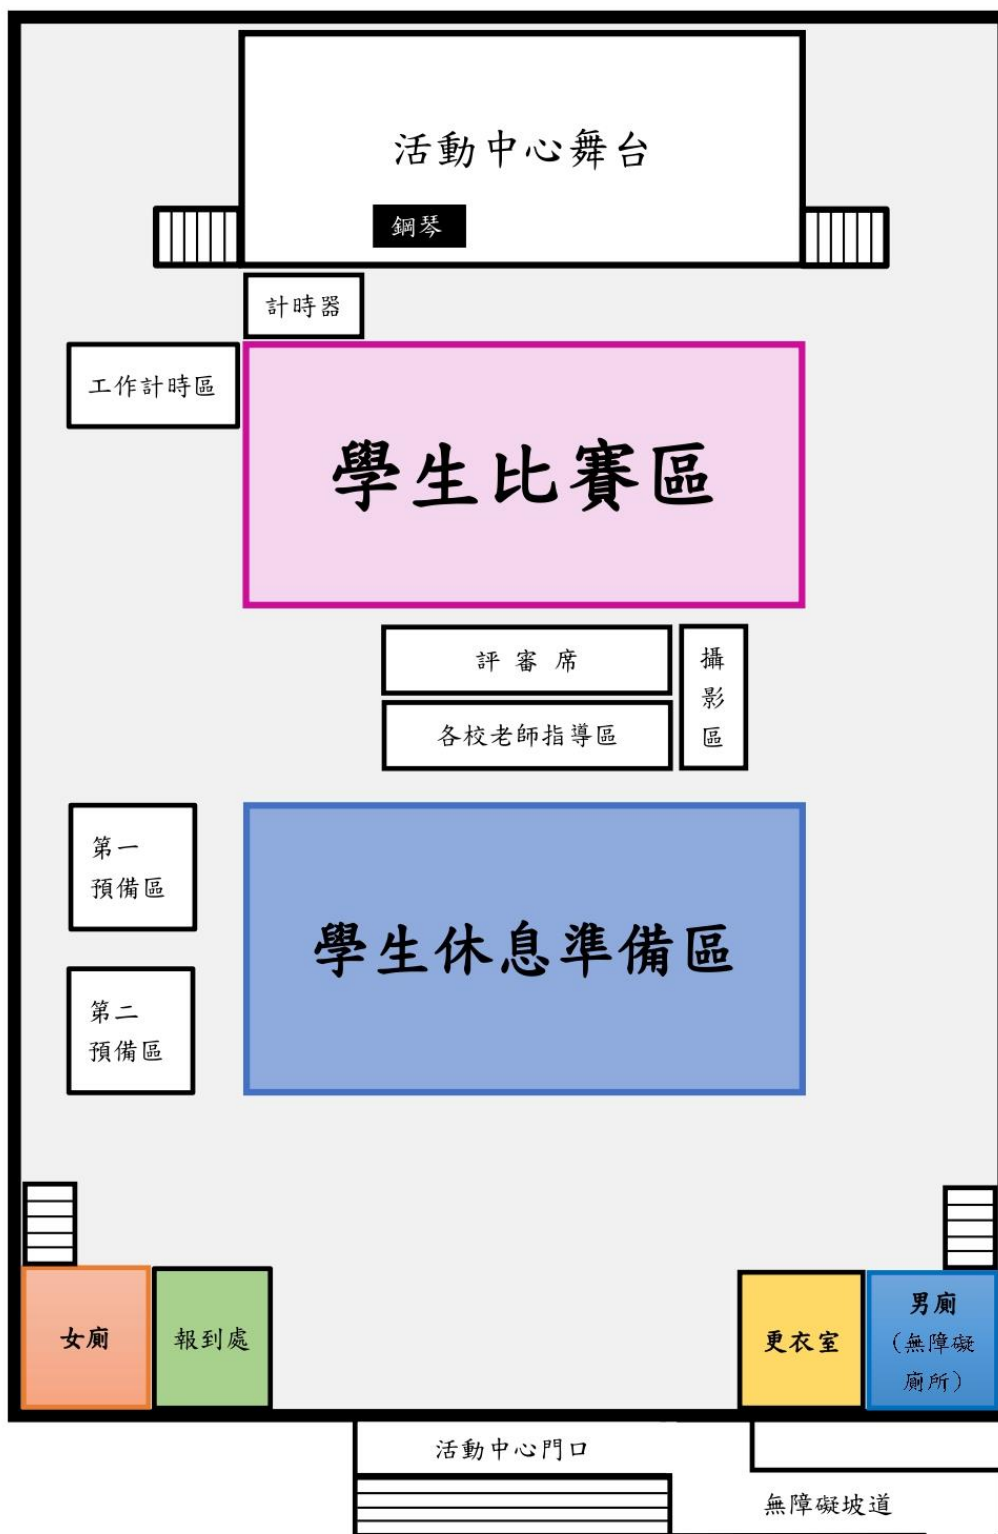 活動中心舞台
鋼琴
計時器
工作計時區
學生比賽區
評審席
攝
影
區
各校老師指導區
第一
預備區
學生休息準備區
第二
預備區
女廁
報到處
更衣室
男廁
（無障礙
廁所）
活動中心門口
無障礙坡道